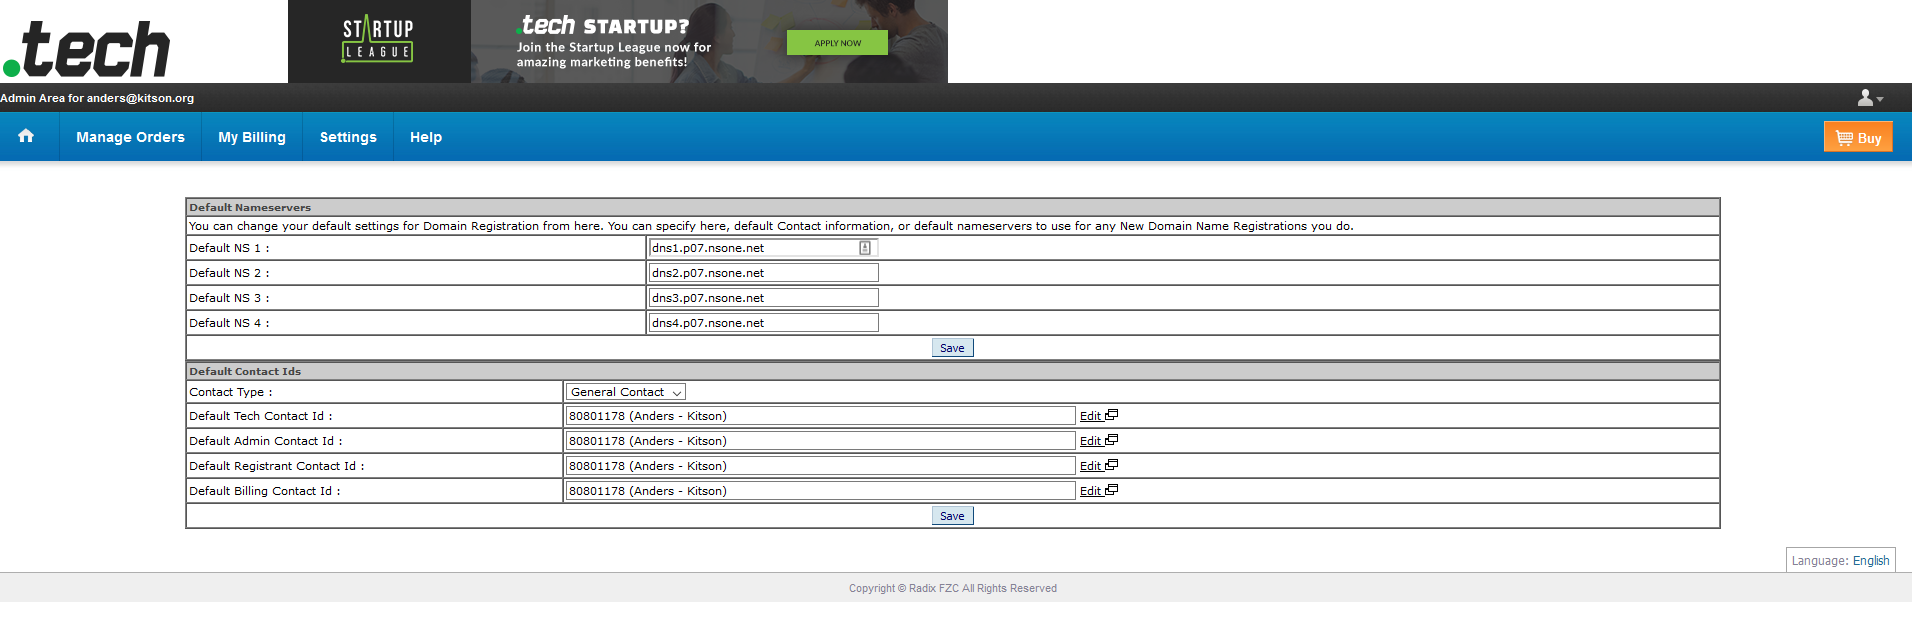 .tech
STARTUP
LEAGUE
.tech STARTUP?
Join the Startup League now for
amazing marketing benefits!
APPLY NOW
Admin Area for anders@kitson.org
Manage Orders
My Billing
Settings
Help
Buy
Default Nameservers
You can change your default settings for Domain Registration from here. You can specify here, default Contact information, or default nameservers to use for any New Domain Name Registrations you do.
Default NS 1 : dns1.p07.nsone.net
Default NS 2 : dns2.p07.nsone.net
Default NS 3 : dns3.p07.nsone.net
Default NS 4 : dns4.p07.nsone.net
Save
Default Contact Ids
Contact Type : General Contact
Default Tech Contact Id : 80801178 (Anders - Kitson) Edit
Default Admin Contact Id : 80801178 (Anders - Kitson) Edit
Default Registrant Contact Id : 80801178 (Anders - Kitson) Edit
Default Billing Contact Id : 80801178 (Anders - Kitson) Edit
Save
Language: English
Copyright © Radix FZC All Rights Reserved